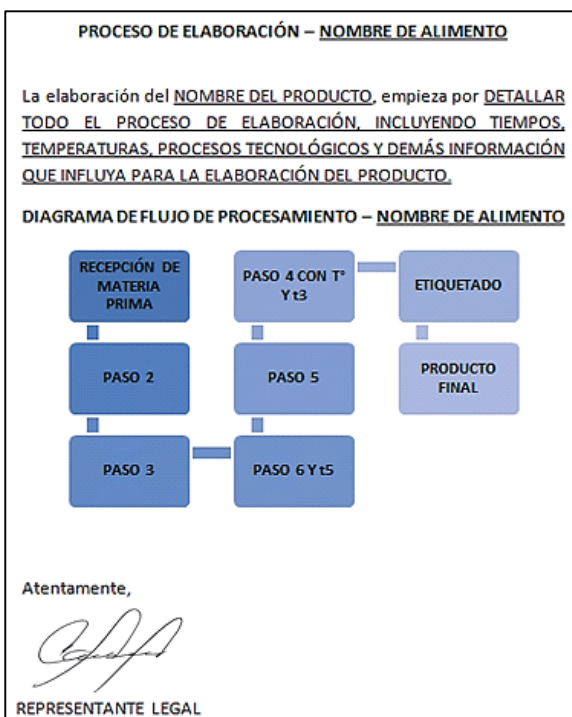 PROCESO DE ELABORACIÓN – NOMBRE DE ALIMENTO
La elaboración del NOMBRE DEL PRODUCTO, empieza por DETALLAR
TODO EL PROCESO DE ELABORACIÓN, INCLUYENDO TIEMPOS,
TEMPERATURAS, PROCESOS TECNOLÓGICOS Y DEMÁS INFORMACIÓN
QUE INFLUYA PARA LA ELABORACIÓN DEL PRODUCTO.
DIAGRAMA DE FLUJO DE PROCESAMIENTO – NOMBRE DE ALIMENTO
RECEPCIÓN DE
MATERIA
PRIMA
PASO 2
PASO 3
PASO 6 Y t5
PASO 5
PASO 4 CON T°
Y t3
ETIQUETADO
PRODUCTO
FINAL
Atentamente,
REPRESENTANTE LEGAL